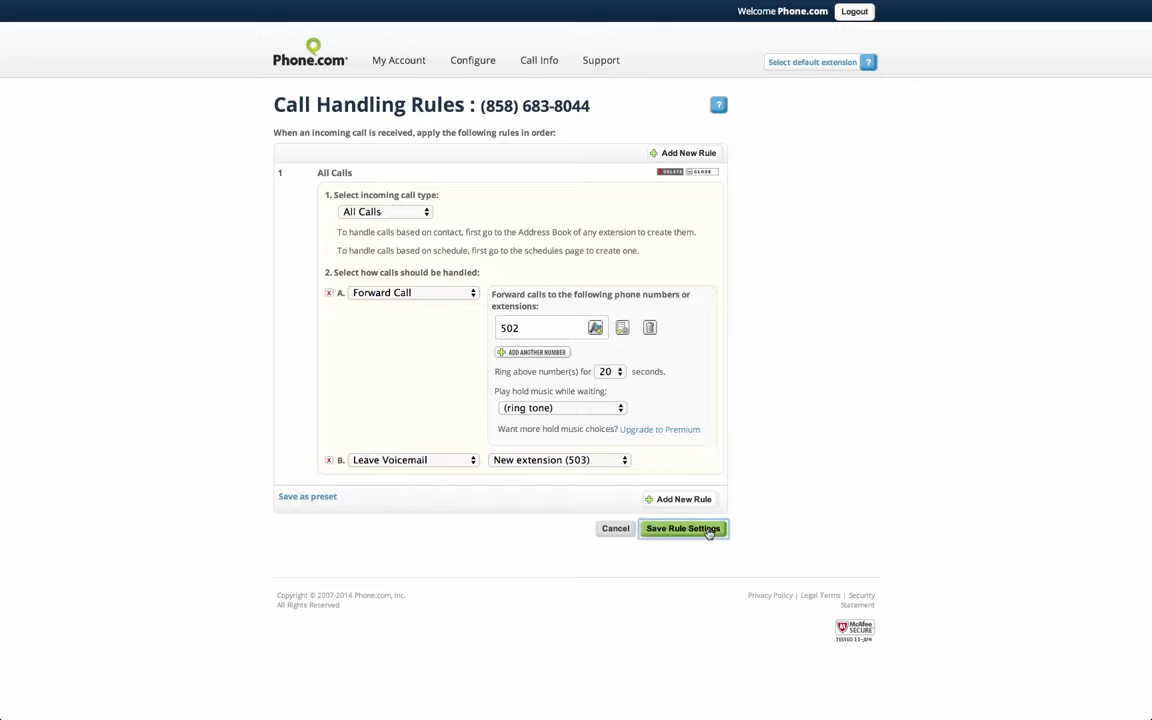 Welcome Phone.com Logout
Phone.com My Account Configure Call Info Support Select default extension ?
Call Handling Rules : (858) 683-8044 ?
When an incoming call is received, apply the following rules in order:
Add New Rule
1 All Calls DELETE CLOSE
1. Select incoming call type:
All Calls
To handle calls based on contact, first go to the Address Book of any extension to create them.
To handle calls based on schedule, first go to the schedules page to create one.
2. Select how calls should be handled:
x A. Forward Call
Forward calls to the following phone numbers or
extensions:
502
ADD ANOTHER NUMBER
Ring above number(s) for 20 seconds.
Play hold music while waiting:
(ring tone)
Want more hold music choices? Upgrade to Premium
x B. Leave Voicemail New extension (503)
Save as preset Add New Rule
Cancel Save Rule Settings
Copyright © 2007-2014 Phone.com, Inc.
All Rights Reserved
Privacy Policy | Legal Terms | Security
Statement
McAfee
SECURE
TESTED 13-JUN